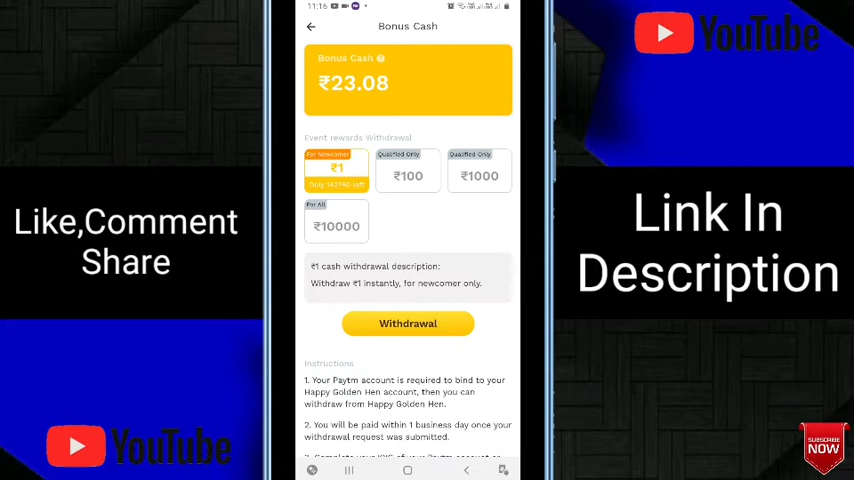 11:16
Bonus Cash
Bonus Cash
₹23.08
Event rewards Withdrawal
For Newcomer
₹1
Only 142740 left
Qualified Only
₹100
Qualified Only
₹1000
For All
₹10000
₹1 cash withdrawal description:
Withdraw ₹1 instantly, for newcomer only.
Withdrawal
Instructions
1. Your Paytm account is required to bind to your
Happy Golden Hen account, then you can
withdraw from Happy Golden Hen.
2. You will be paid within 1 business day once your
withdrawal request was submitted.
Like,Comment
Share
YouTube
YouTube
Link In
Description
SUBSCRIBE
NOW